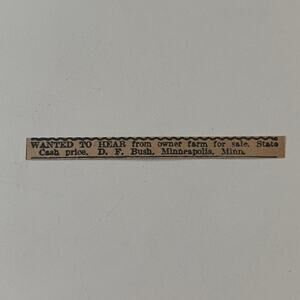 WANTED TO HEAR from owner farm for sale. State
Cash price. D. F. Bush, Minneapolis, Minn.